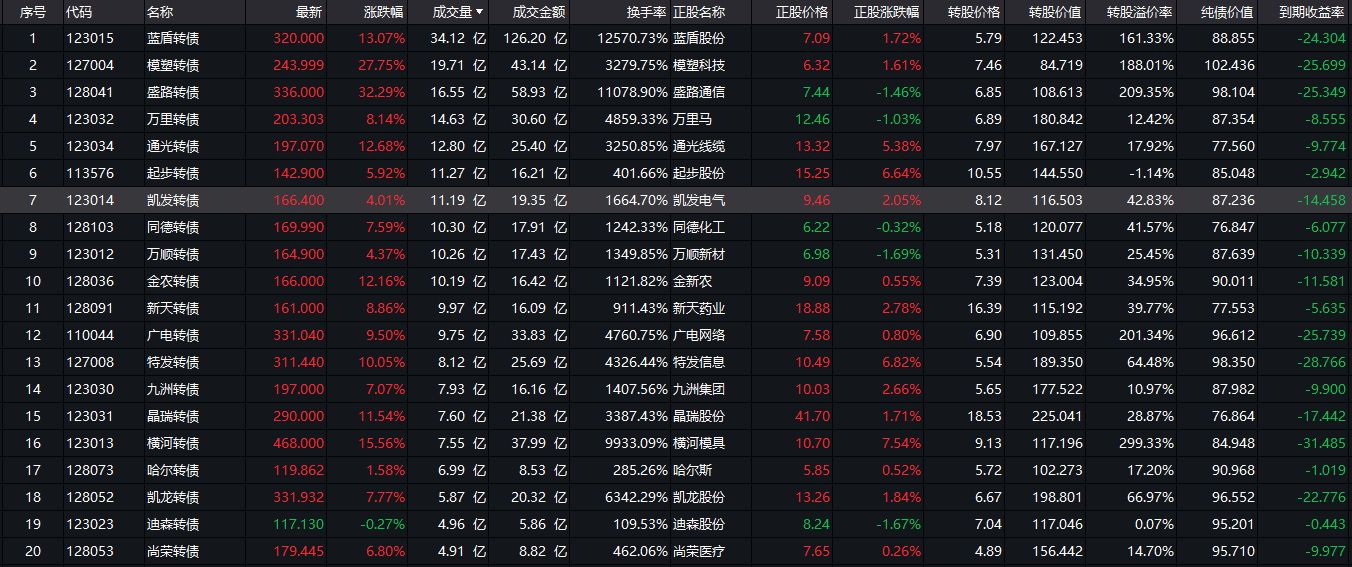 序号 代码 名称 最新 涨跌幅 成交量▼ 成交金额 换手率 正股名称 正股价格 正股涨跌幅 转股价格 转股价值 转股溢价率 纯债价值 到期收益率
1 123015 蓝盾转债 320.000 13.07% 34.12 亿 126.20 亿 12570.73% 蓝盾股份 7.09 1.72% 5.79 122.453 161.33% 88.855 -24.304
2 127004 模塑转债 243.999 27.75% 19.71 亿 43.14 亿 3279.75% 模塑科技 6.32 1.61% 7.46 84.719 188.01% 102.436 -25.699
3 128041 盛路转债 336.000 32.29% 16.55 亿 58.93 亿 11078.90% 盛路通信 7.44 -1.46% 6.85 108.613 209.35% 98.104 -25.349
4 123032 万里转债 203.303 8.14% 14.63 亿 30.60 亿 4859.33% 万里马 12.46 -1.03% 6.89 180.842 12.42% 87.354 -8.555
5 123034 通光转债 197.070 12.68% 12.80 亿 25.40 亿 3250.85% 通光线缆 13.32 5.38% 7.97 167.127 17.92% 77.560 -9.774
6 113576 起步转债 142.900 5.92% 11.27 亿 16.21 亿 401.66% 起步股份 15.25 6.64% 10.55 144.550 -1.14% 85.048 -2.942
7 123014 凯发转债 166.400 4.01% 11.19 亿 19.35 亿 1664.70% 凯发电气 9.46 2.05% 8.12 116.503 42.83% 87.236 -14.458
8 128103 同德转债 169.990 7.59% 10.30 亿 17.91 亿 1242.33% 同德化工 6.22 -0.32% 5.18 120.077 41.57% 76.847 -6.077
9 123012 万顺转债 164.900 4.37% 10.26 亿 17.43 亿 1349.85% 万顺新材 6.98 -1.69% 5.31 131.450 25.45% 87.639 -10.339
10 128036 金农转债 166.000 12.16% 10.19 亿 16.42 亿 1121.82% 金新农 9.09 0.55% 7.39 123.004 34.95% 90.011 -11.581
11 128091 新天转债 161.000 8.86% 9.97 亿 16.09 亿 911.43% 新天药业 18.88 2.78% 16.39 115.192 39.77% 77.553 -5.635
12 110044 广电转债 331.040 9.50% 9.75 亿 33.83 亿 4760.75% 广电网络 7.58 0.80% 6.90 109.855 201.34% 96.612 -25.739
13 127008 特发转债 311.440 10.05% 8.12 亿 25.69 亿 4326.44% 特发信息 10.49 6.82% 5.54 189.350 64.48% 98.350 -28.766
14 123030 九洲转债 197.000 7.07% 7.93 亿 16.16 亿 1407.56% 九洲集团 10.03 2.66% 5.65 177.522 10.97% 87.982 -9.900
15 123031 晶瑞转债 290.000 11.54% 7.60 亿 21.38 亿 3387.43% 晶瑞股份 41.70 1.71% 18.53 225.041 28.87% 76.864 -17.442
16 123013 横河转债 468.000 15.56% 7.55 亿 37.99 亿 9933.09% 横河模具 10.70 7.54% 9.13 117.196 299.33% 84.948 -31.485
17 128073 哈尔转债 119.862 1.58% 6.99 亿 8.53 亿 285.26% 哈尔斯 5.85 0.52% 5.72 102.273 17.20% 90.968 -1.019
18 128052 凯龙转债 331.932 7.77% 5.87 亿 20.32 亿 6342.29% 凯龙股份 13.26 1.84% 6.67 198.801 66.97% 96.552 -22.776
19 123023 迪森转债 117.130 -0.27% 4.96 亿 5.86 亿 109.53% 迪森股份 8.24 -1.67% 7.04 117.046 0.07% 95.201 -0.443
20 128053 尚荣转债 179.445 6.80% 4.91 亿 8.82 亿 462.06% 尚荣医疗 7.65 0.26% 4.89 156.442 14.70% 95.710 -9.977